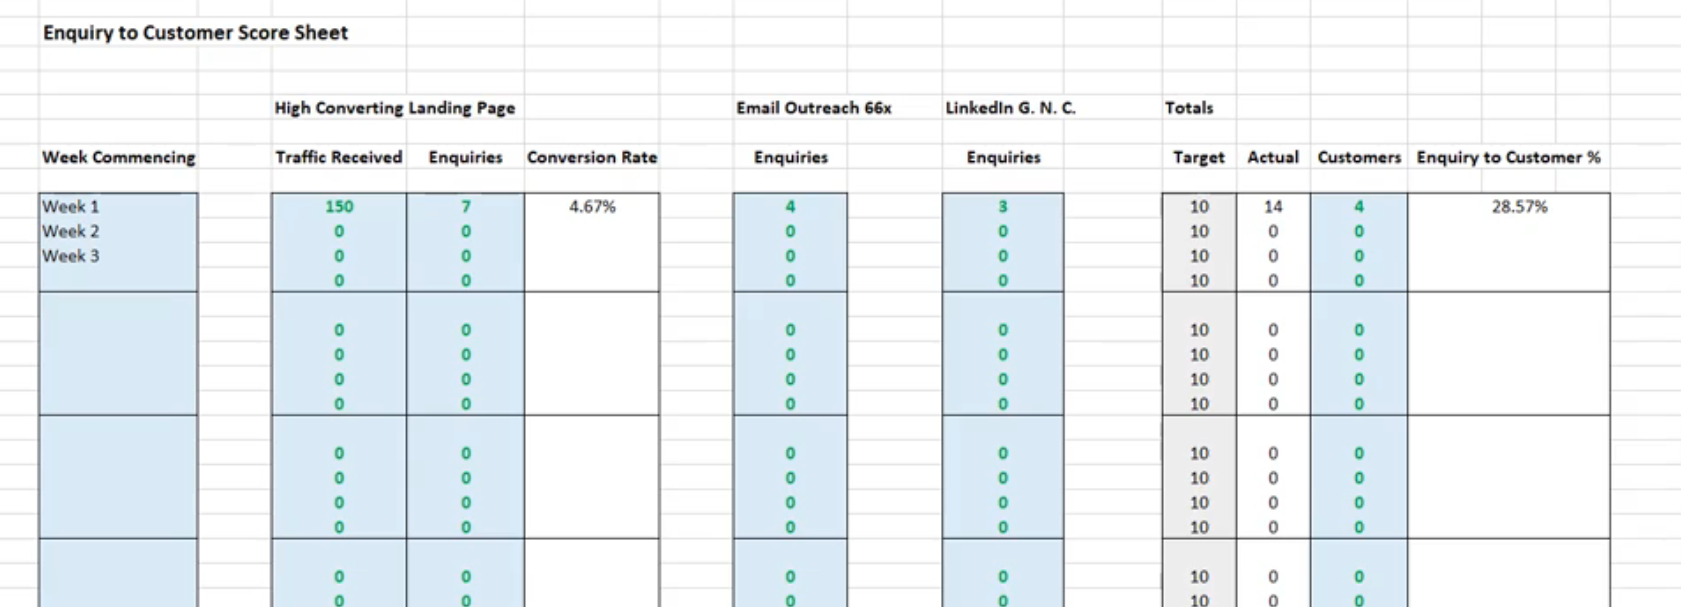 Enquiry to Customer Score Sheet
High Converting Landing Page Email Outreach 66x LinkedIn G. N. C. Totals
Week Commencing Traffic Received Enquiries Conversion Rate Enquiries Enquiries Target Actual Customers Enquiry to Customer %
Week 1 150 7 4.67% 4 3 10 14 4 28.57%
Week 2 0 0 0 0 10 0 0
Week 3 0 0 0 0 10 0 0
0 0 0 0 10 0 0
0 0 0 0 10 0 0
0 0 0 0 10 0 0
0 0 0 0 10 0 0
0 0 0 0 10 0 0
0 0 0 0 10 0 0
0 0 0 0 10 0 0
0 0 0 0 10 0 0
0 0 0 0 10 0 0
0 0 0 0 10 0 0
0 0 0 0 10 0 0